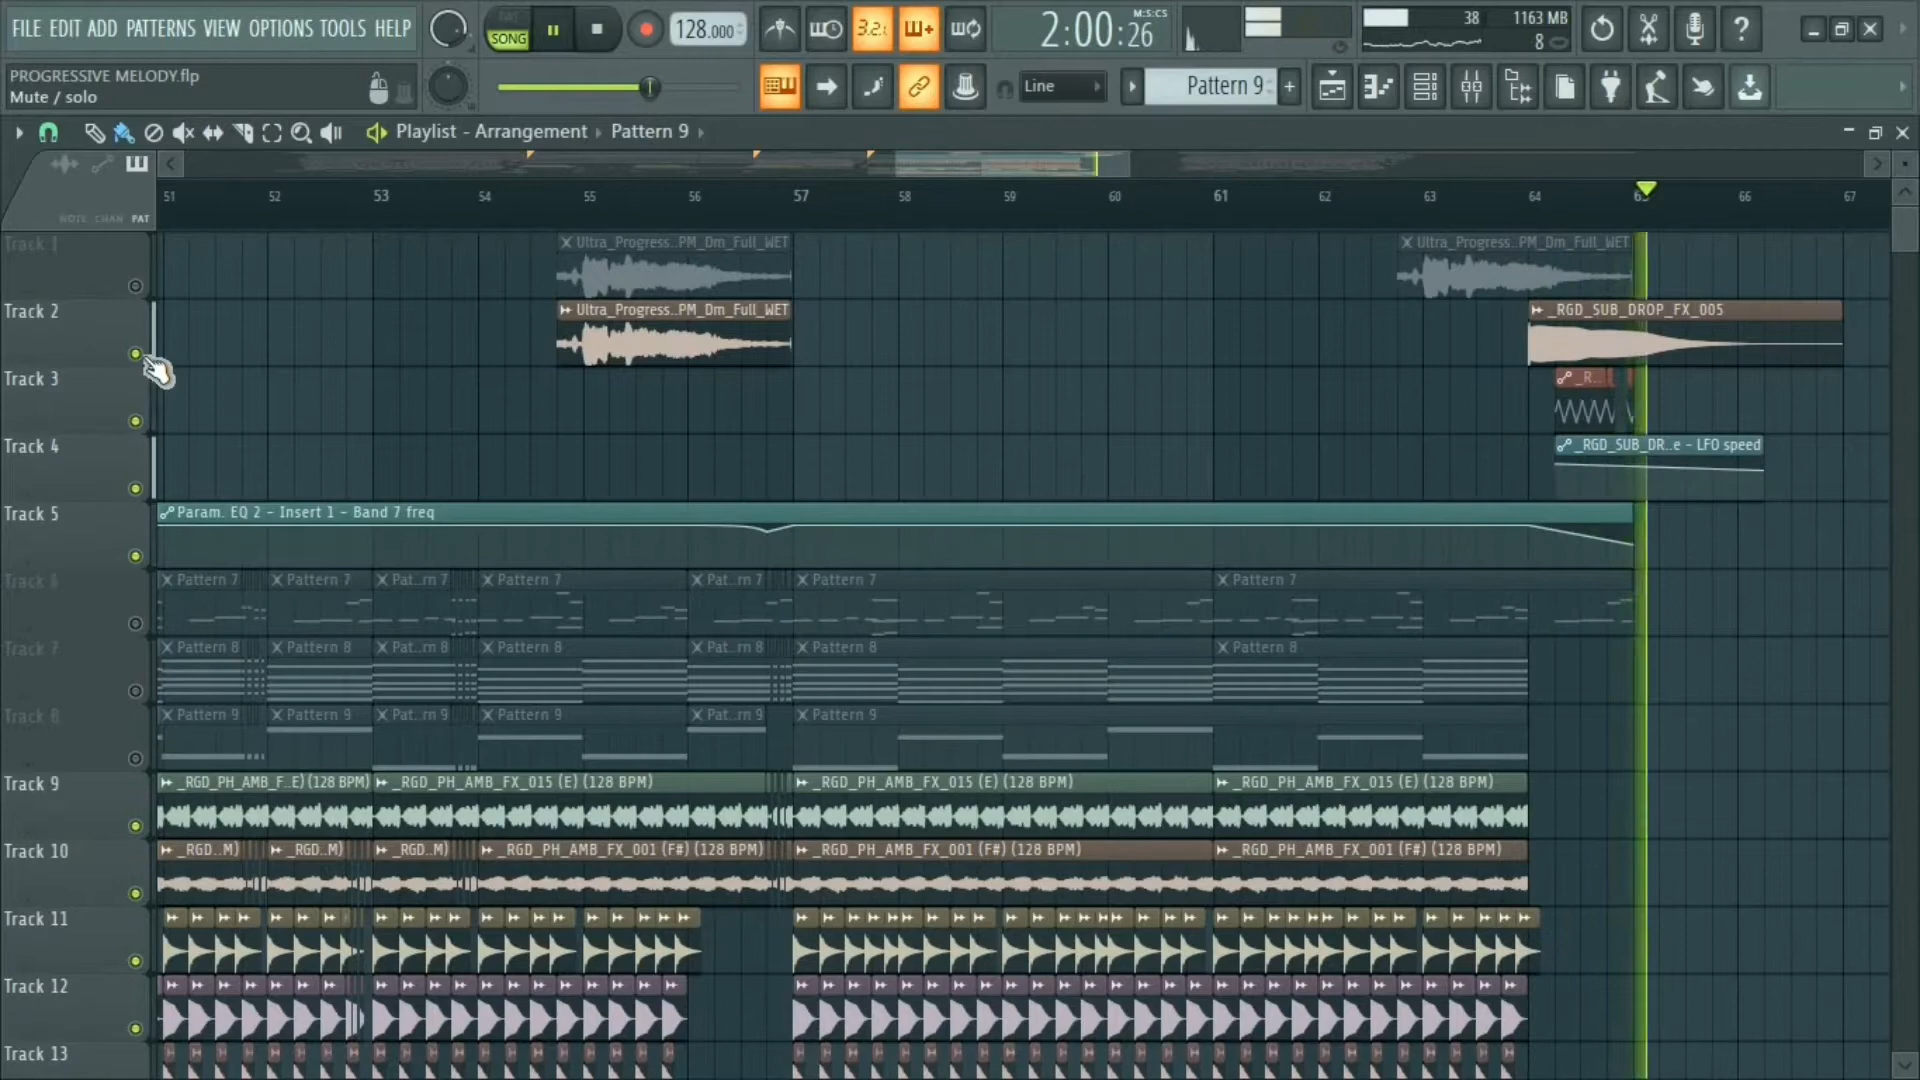 FILE EDIT ADD PATTERNS VIEW OPTIONS TOOLS HELP
PAT
SONG
128.000
3.2.
2:00:26
M:S:CS
38
1163 MB
8
PROGRESSIVE MELODY.flp
Mute / solo
Line
Pattern 9
Playlist - Arrangement › Pattern 9
NOTE CHAN PAT
51 52 53 54 55 56 57 58 59 60 61 62 63 64 65 66 67
Track 1
Ultra_Progress..PM_Dm_Full_WET
Ultra_Progress..PM_Dm_Full_WET
Track 2
Ultra_Progress..PM_Dm_Full_WET
_RGD_SUB_DROP_FX_005
Track 3
_R..
Track 4
_RGD_SUB_DR..e - LFO speed
Track 5
Param. EQ 2 - Insert 1 - Band 7 freq
Track 6
Pattern 7 Pattern 7 Pat..rn 7 Pattern 7 Pat..rn 7 Pattern 7 Pattern 7
Track 7
Pattern 8 Pattern 8 Pat..rn 8 Pattern 8 Pat..rn 8 Pattern 8 Pattern 8
Track 8
Pattern 9 Pattern 9 Pat..rn 9 Pattern 9 Pat..rn 9 Pattern 9
Track 9
_RGD_PH_AMB_F..E) (128 BPM) _RGD_PH_AMB_FX_015 (E) (128 BPM) _RGD_PH_AMB_FX_015 (E) (128 BPM) _RGD_PH_AMB_FX_015 (E) (128 BPM)
Track 10
_RGD..M) _RGD..M) _RGD..M) _RGD_PH_AMB_FX_001 (F#) (128 BPM) _RGD_PH_AMB_FX_001 (F#) (128 BPM) _RGD_PH_AMB_FX_001 (F#) (128 BPM)
Track 11
Track 12
Track 13